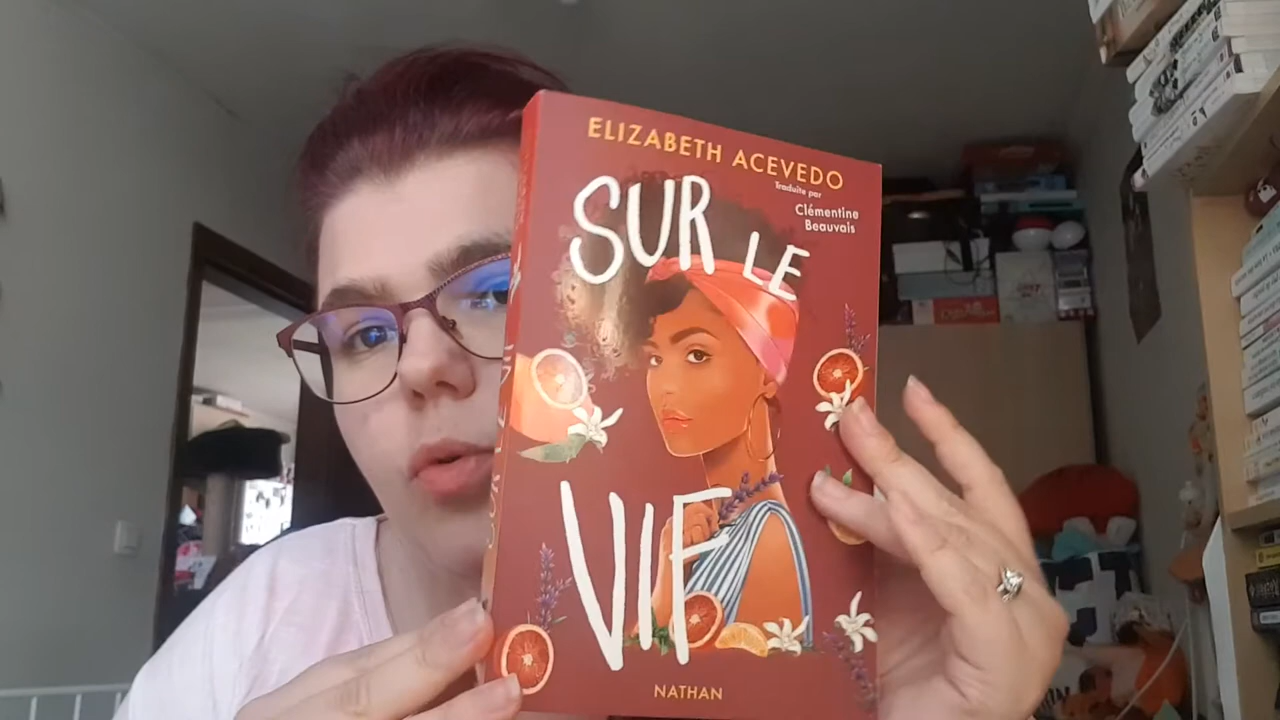 ELIZABETH ACEVEDO
Traduite par
Clémentine
Beauvais
SUR LE
VIF
NATHAN